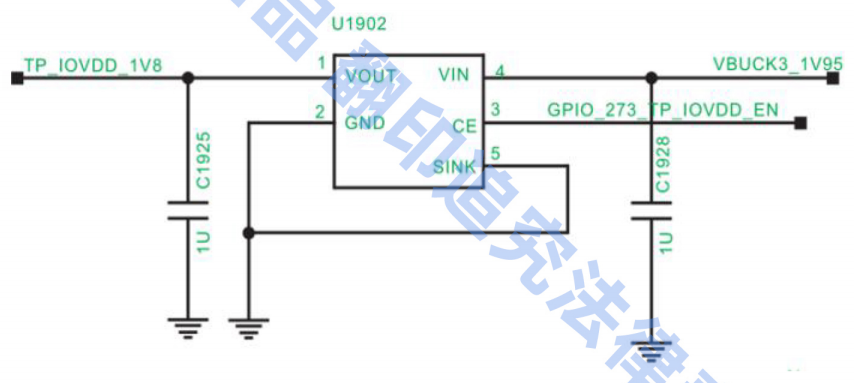 U1902
TP_IOVDD_1V8
1
VOUT
VIN
4
VBUCK3_1V95
2
GND
CE
3
GPIO_273_TP_IOVDD_EN
SINK
5
C1925
1U
C1928
1U
品 翻印追究法律